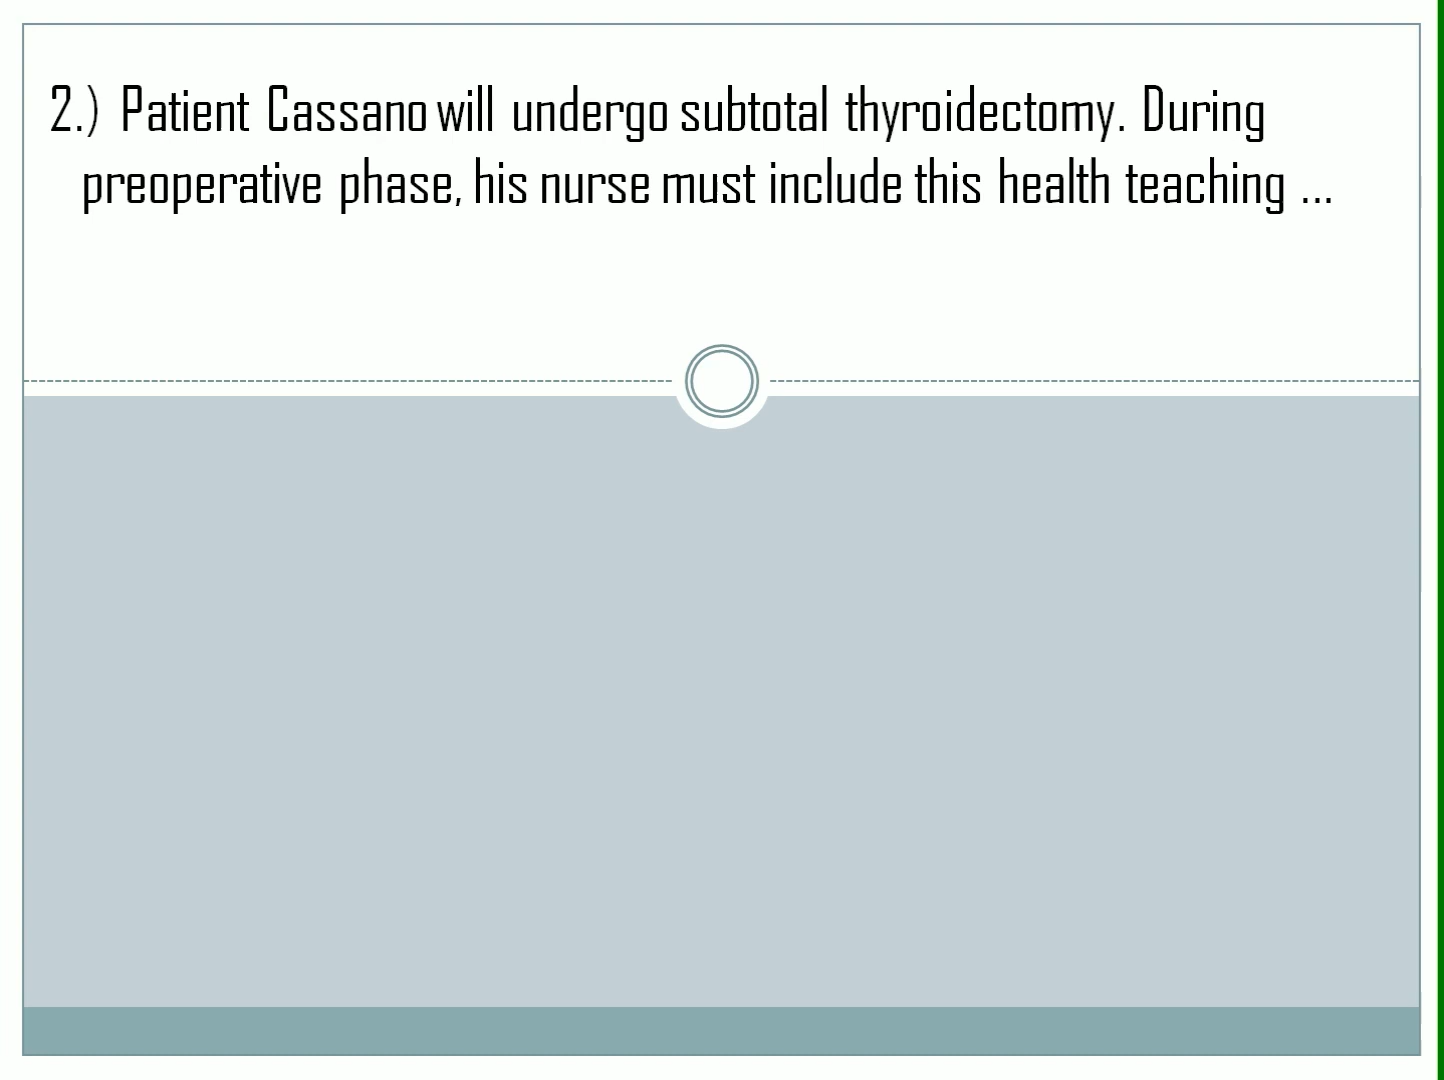 2.) Patient Cassano will undergo subtotal thyroidectomy. During
preoperative phase, his nurse must include this health teaching ...